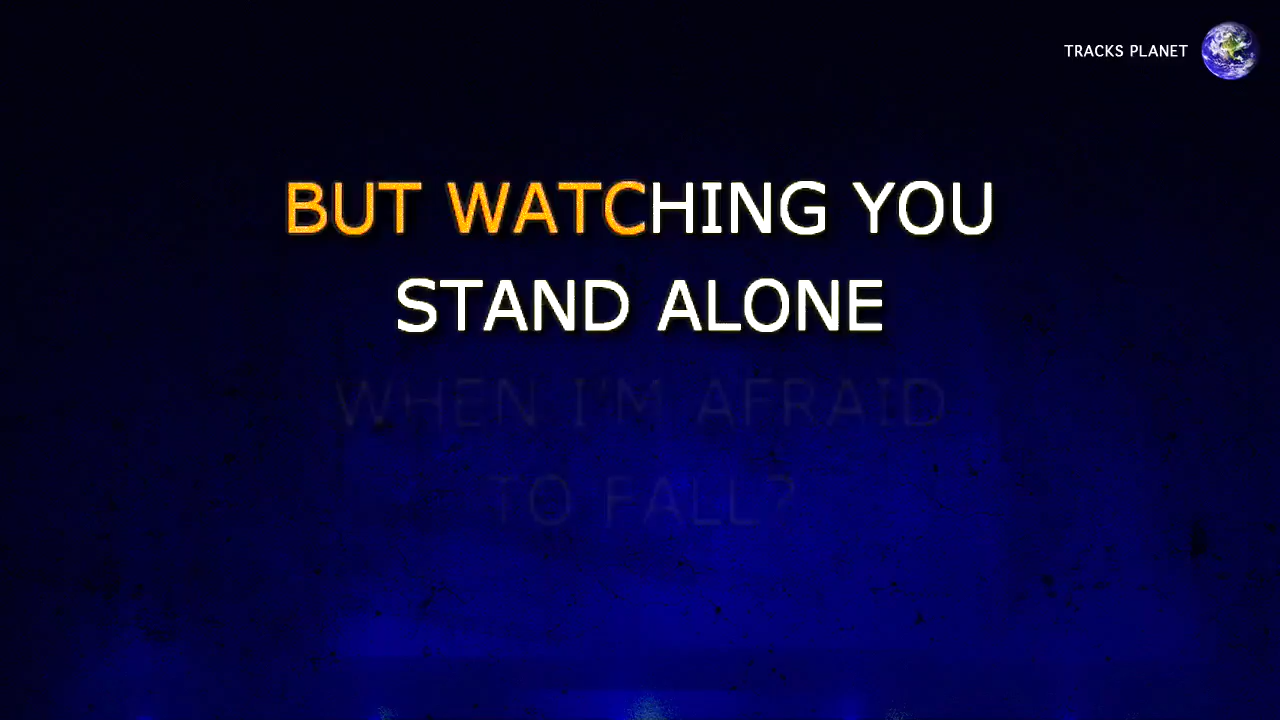 TRACKS PLANET
BUT WATCHING YOU
STAND ALONE
WHEN I'M AFRAID
TO FALL?